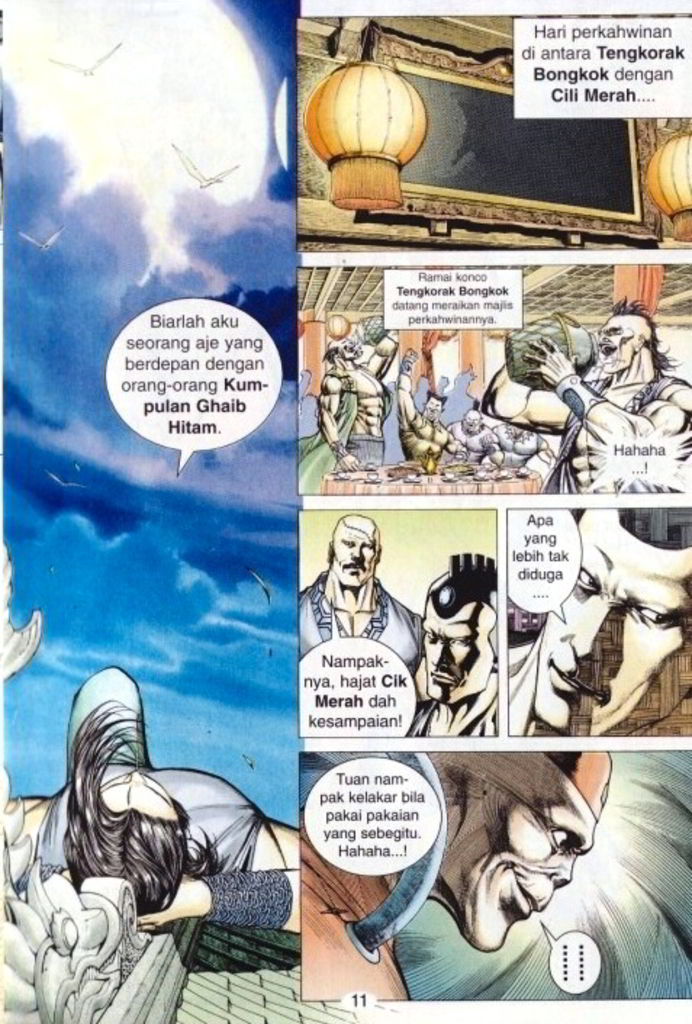 Biarlah aku
seorang aje yang
berdepan dengan
orang-orang Kum-
pulan Ghaib
Hitam.
Hari perkahwinan
di antara Tengkorak
Bongkok dengan
Cili Merah....
Ramai konco
Tengkorak Bongkok
datang meraikan majlis
perkahwinannya.
Hahaha
...!
Nampak-
nya, hajat Cik
Merah dah
kesampaian!
Apa
yang
lebih tak
diduga
....
Tuan nam-
pak kelakar bila
pakai pakaian
yang sebegitu.
Hahaha...!
!!!
11